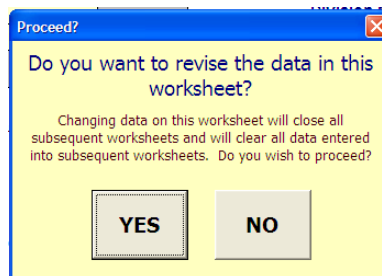 Division
Proceed?
Do you want to revise the data in this
worksheet?
Changing data on this worksheet will close all
subsequent worksheets and will clear all data entered
into subsequent worksheets. Do you wish to proceed?
YES
NO